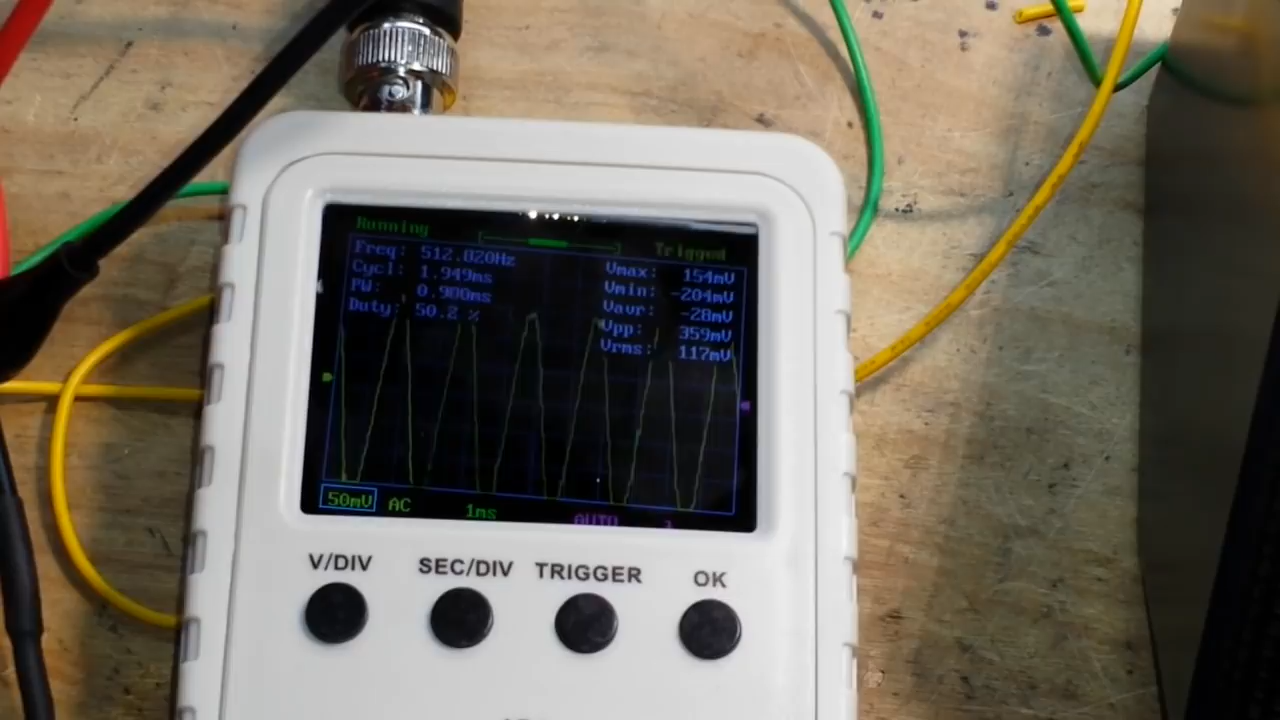 Running
Trigged
Freq: 512.820Hz
Cycl: 1.949ms
PW: 0.900ms
Duty: 50.2 %
Vmax: 154mV
Vmin: -204mV
Vavr: -28mV
Vpp: 359mV
Vrms: 117mV
50mV AC 1ms AUTO
V/DIV SEC/DIV TRIGGER OK